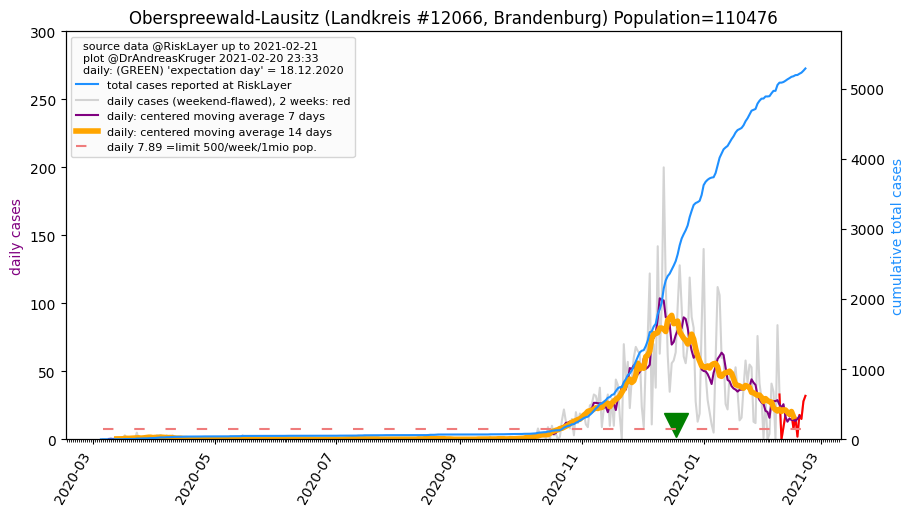 Oberspreewald-Lausitz (Landkreis #12066, Brandenburg) Population=110476
source data @RiskLayer up to 2021-02-21
plot @DrAndreasKruger 2021-02-20 23:33
daily: (GREEN) 'expectation day' = 18.12.2020
total cases reported at RiskLayer
daily cases (weekend-flawed), 2 weeks: red
daily: centered moving average 7 days
daily: centered moving average 14 days
daily 7.89 =limit 500/week/1mio pop.
daily cases
300
250
200
150
100
50
0
cumulative total cases
5000
4000
3000
2000
1000
0
2020-03
2020-05
2020-07
2020-09
2020-11
2021-01
2021-03